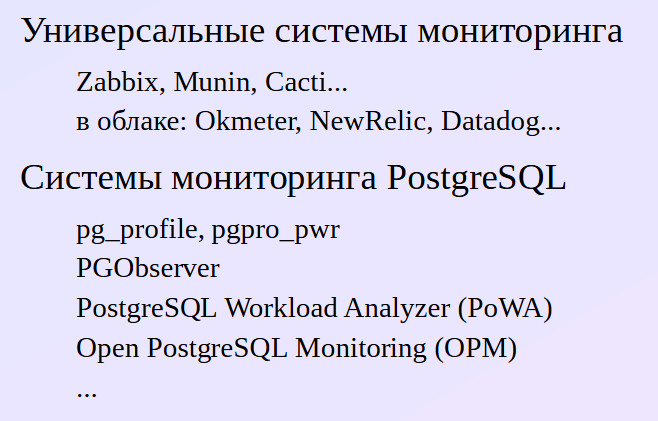 Универсальные системы мониторинга
Zabbix, Munin, Cacti...
в облаке: Okmeter, NewRelic, Datadog...
Системы мониторинга PostgreSQL
pg_profile, pgpro_pwr
PGObserver
PostgreSQL Workload Analyzer (PoWA)
Open PostgreSQL Monitoring (OPM)
...